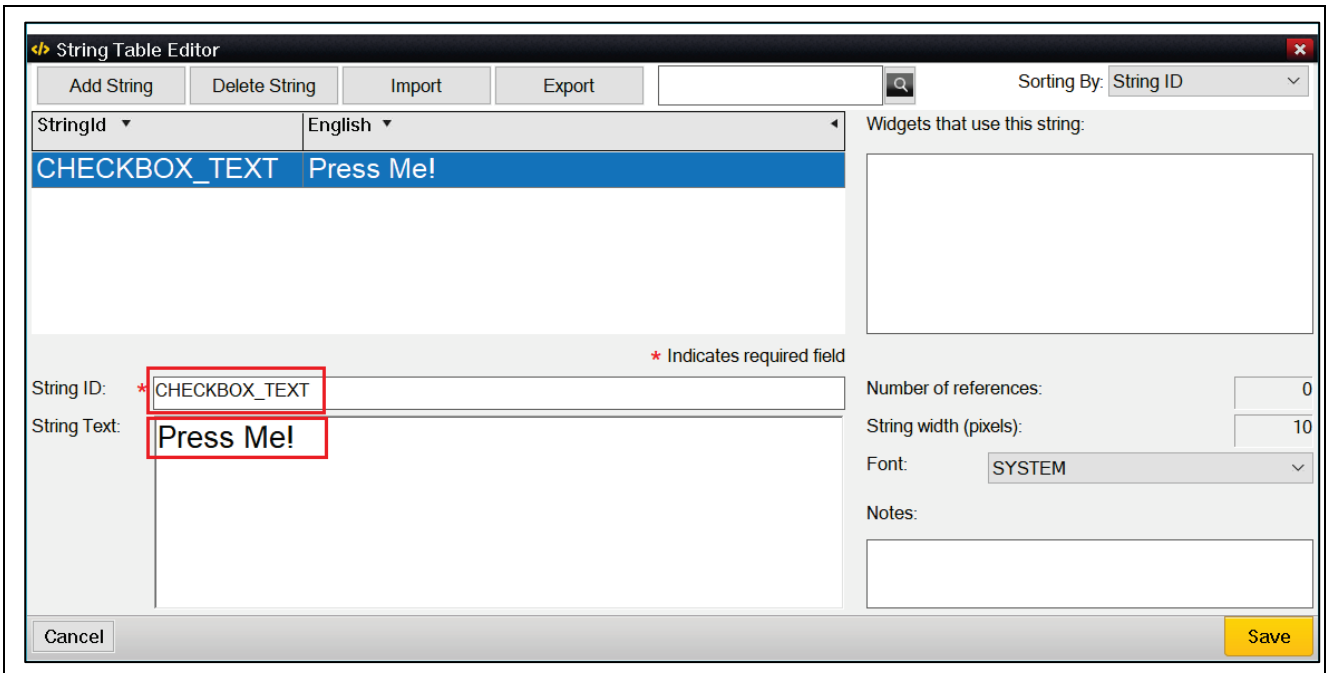 </> String Table Editor
Add String Delete String Import Export Sorting By: String ID
StringId English Widgets that use this string:
CHECKBOX_TEXT Press Me!
* Indicates required field
String ID: * CHECKBOX_TEXT Number of references: 0
String Text: Press Me! String width (pixels): 10
Font: SYSTEM
Notes:
Cancel Save